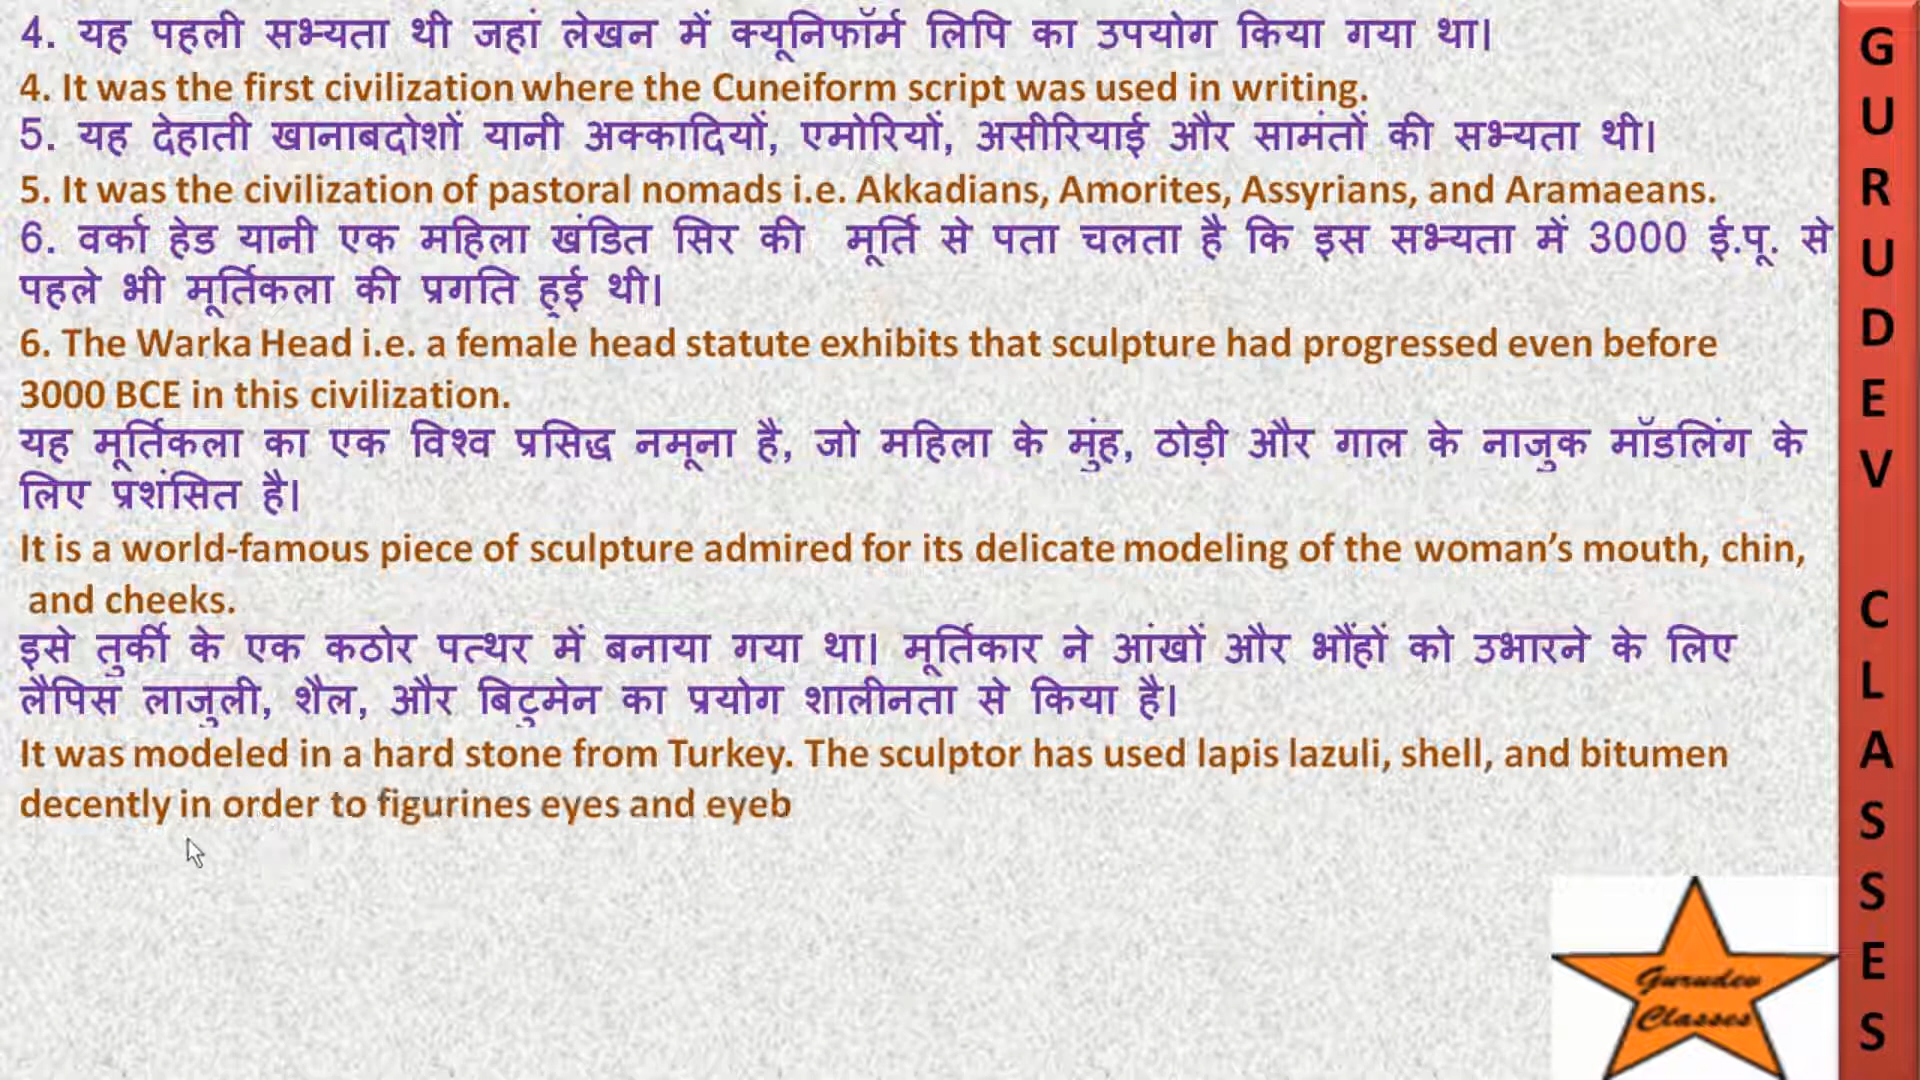 4. यह पहली सभ्यता थी जहां लेखन में क्यूनिफॉर्म लिपि का उपयोग किया गया था।
4. It was the first civilization where the Cuneiform script was used in writing.
5. यह देहाती खानाबदोशों यानी अक्कादियों, एमोरियों, असीरियाई और सामंतों की सभ्यता थी।
5. It was the civilization of pastoral nomads i.e. Akkadians, Amorites, Assyrians, and Aramaeans.
6. वर्का हेड यानी एक महिला खंडित सिर की मूर्ति से पता चलता है कि इस सभ्यता में 3000 ई.पू. से
पहले भी मूर्तिकला की प्रगति हुई थी।
6. The Warka Head i.e. a female head statute exhibits that sculpture had progressed even before
3000 BCE in this civilization.
यह मूर्तिकला का एक विश्व प्रसिद्ध नमूना है, जो महिला के मुंह, ठोड़ी और गाल के नाजुक मॉडलिंग के
लिए प्रशंसित है।
It is a world-famous piece of sculpture admired for its delicate modeling of the woman’s mouth, chin,
and cheeks.
इसे तुर्की के एक कठोर पत्थर में बनाया गया था। मूर्तिकार ने आंखों और भौंहों को उभारने के लिए
लैपिस लाजुली, शैल, और बिटुमेन का प्रयोग शालीनता से किया है।
It was modeled in a hard stone from Turkey. The sculptor has used lapis lazuli, shell, and bitumen
decently in order to figurines eyes and eyeb
GURUDEV CLASSES
Gurudev
Classes